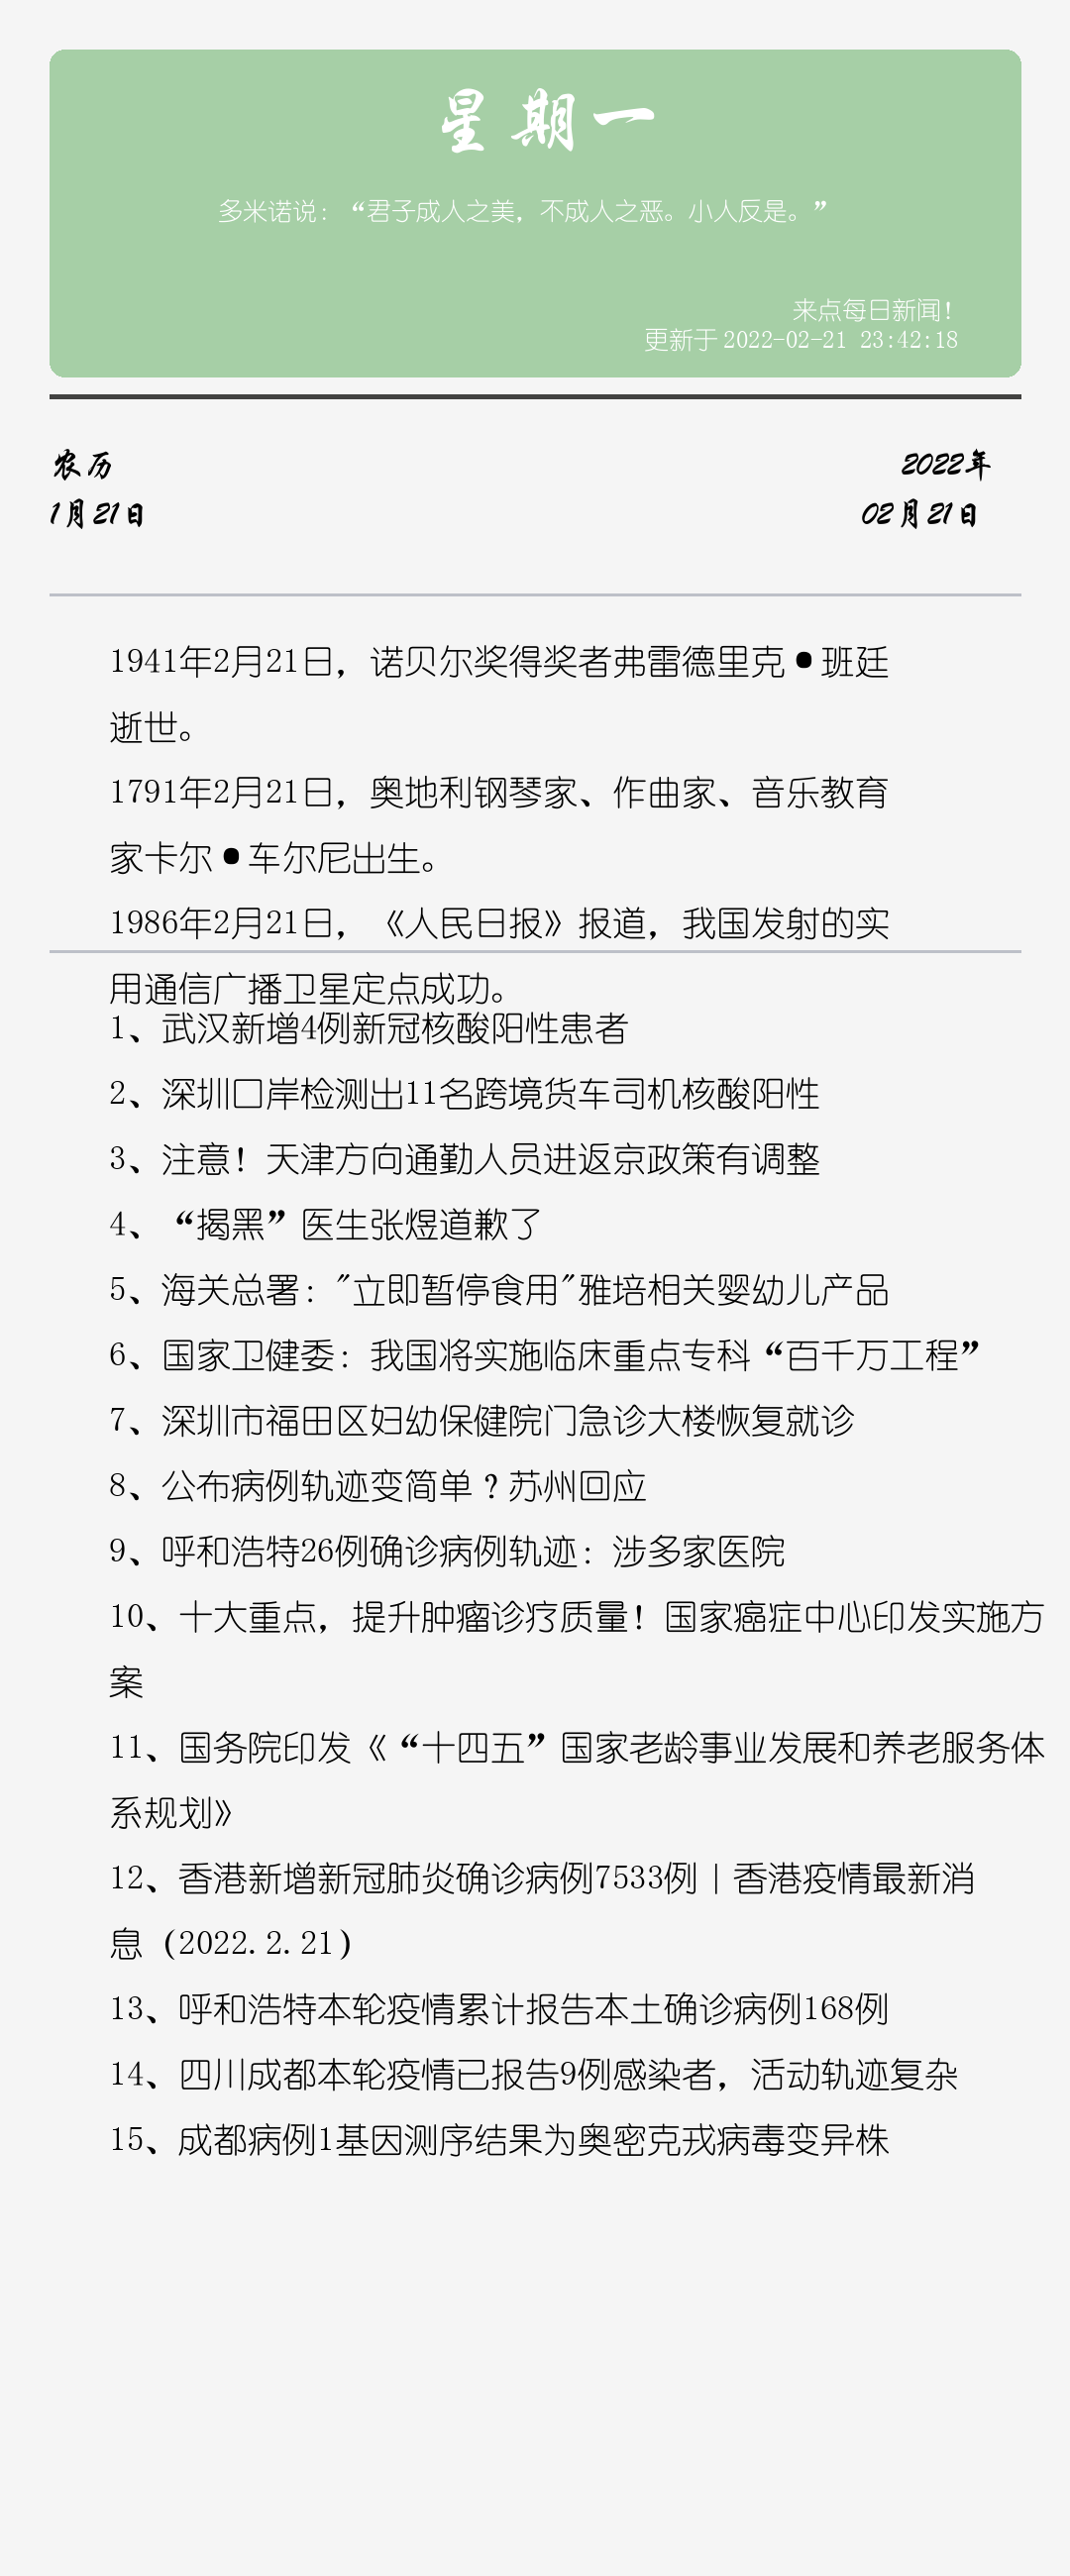 星期一
多米诺说：“君子成人之美，不成人之恶。小人反是。”
来点每日新闻！
更新于 2022-02-21 23:42:18
农历
2022年
1月21日
02月21日
1941年2月21日，诺贝尔奖得奖者弗雷德里克•班廷
逝世。
1791年2月21日，奥地利钢琴家、作曲家、音乐教育
家卡尔•车尔尼出生。
1986年2月21日，《人民日报》报道，我国发射的实
用通信广播卫星定点成功。
1、武汉新增4例新冠核酸阳性患者
2、深圳口岸检测出11名跨境货车司机核酸阳性
3、注意！天津方向通勤人员进返京政策有调整
4、“揭黑”医生张煜道歉了
5、海关总署："立即暂停食用"雅培相关婴幼儿产品
6、国家卫健委：我国将实施临床重点专科“百千万工程”
7、深圳市福田区妇幼保健院门急诊大楼恢复就诊
8、公布病例轨迹变简单？苏州回应
9、呼和浩特26例确诊病例轨迹：涉多家医院
10、十大重点，提升肿瘤诊疗质量！国家癌症中心印发实施方
案
11、国务院印发《“十四五”国家老龄事业发展和养老服务体
系规划》
12、香港新增新冠肺炎确诊病例7533例｜香港疫情最新消
息（2022.2.21）
13、呼和浩特本轮疫情累计报告本土确诊病例168例
14、四川成都本轮疫情已报告9例感染者，活动轨迹复杂
15、成都病例1基因测序结果为奥密克戎病毒变异株